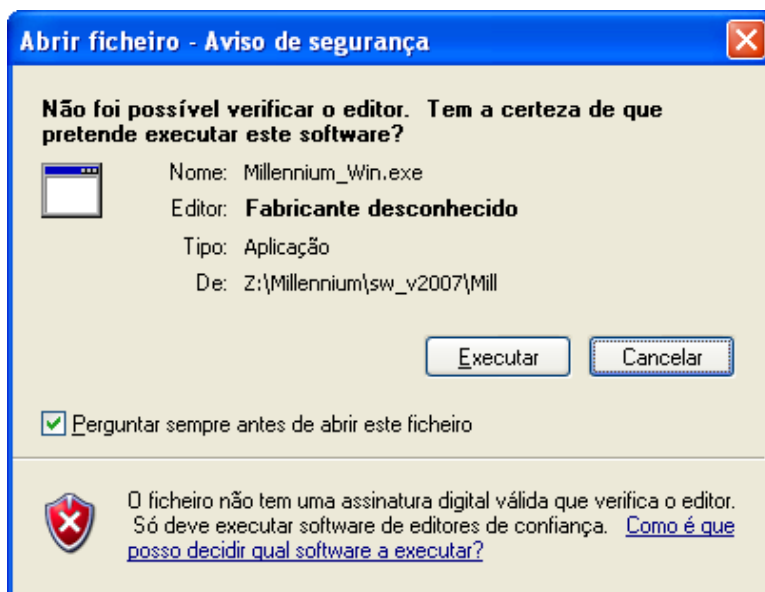 Abrir ficheiro - Aviso de segurança
Não foi possível verificar o editor. Tem a certeza de que
pretende executar este software?
Nome: Millennium_Win.exe
Editor: Fabricante desconhecido
Tipo: Aplicação
De: Z:\Millennium\sw_v2007\Mill
Executar Cancelar
Perguntar sempre antes de abrir este ficheiro
O ficheiro não tem uma assinatura digital válida que verifica o editor.
Só deve executar software de editores de confiança. Como é que
posso decidir qual software a executar?